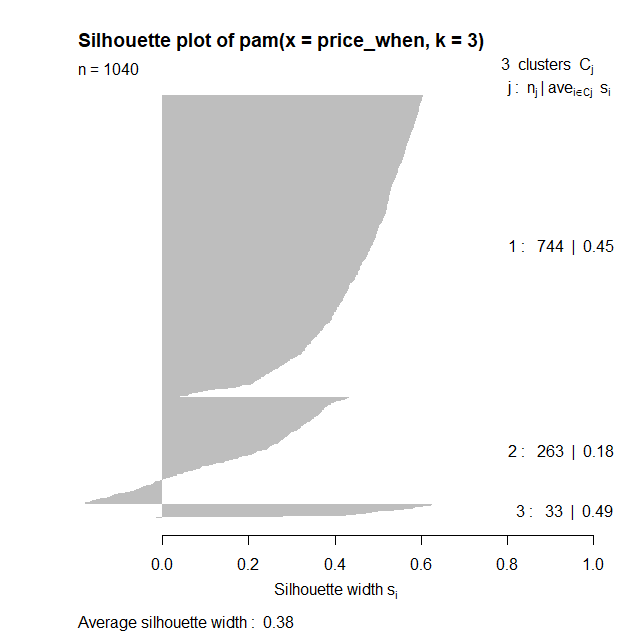 Silhouette plot of pam(x = price_when, k = 3)
n = 1040
3 clusters Cj
j : nj | avei∈Cj si
1 : 744 | 0.45
2 : 263 | 0.18
3 : 33 | 0.49
0.0 0.2 0.4 0.6 0.8 1.0
Silhouette width si
Average silhouette width : 0.38